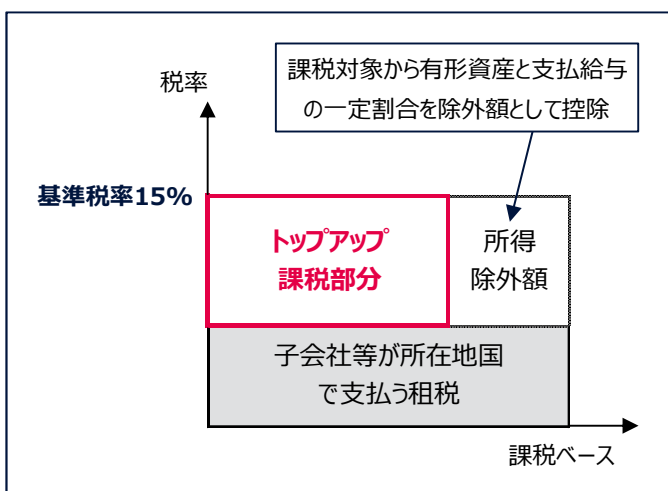 課税対象から有形資産と支払給与
の一定割合を除外額として控除
税率
基準税率15%
トップアップ
課税部分
所得
除外額
子会社等が所在地国
で支払う租税
課税ベース